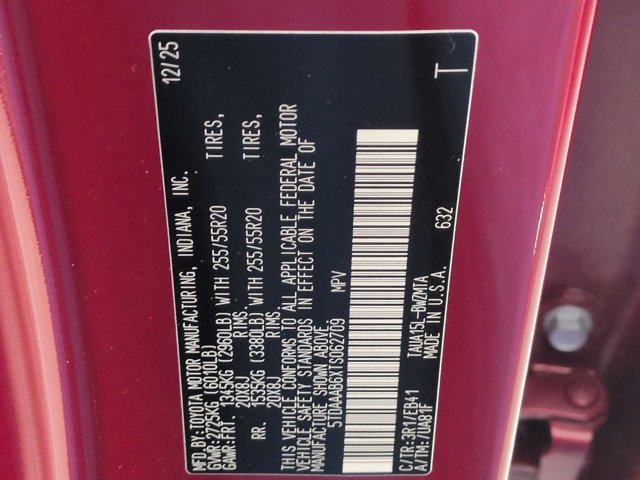 MFD.BY:TOYOTA MOTOR MANUFACTURING, INDIANA, INC. 12/25
GVWR:2725KG (6010LB)
GAWR:FRT. 1345KG (2960LB) WITH 255/55R20 TIRES,
20X8J RIMS
RR. 1535KG (3380LB) WITH 255/55R20 TIRES,
20X8J RIMS
THIS VEHICLE CONFORMS TO ALL APPLICABLE FEDERAL MOTOR
VEHICLE SAFETY STANDARDS IN EFFECT ON THE DATE OF
MANUFACTURE SHOWN ABOVE.
5TDAAAB6XTS062709 MPV
C/TR:3R1/EB41 TAUA15L-BWZMTA 632 T
A/TM:/UA81F MADE IN U.S.A.